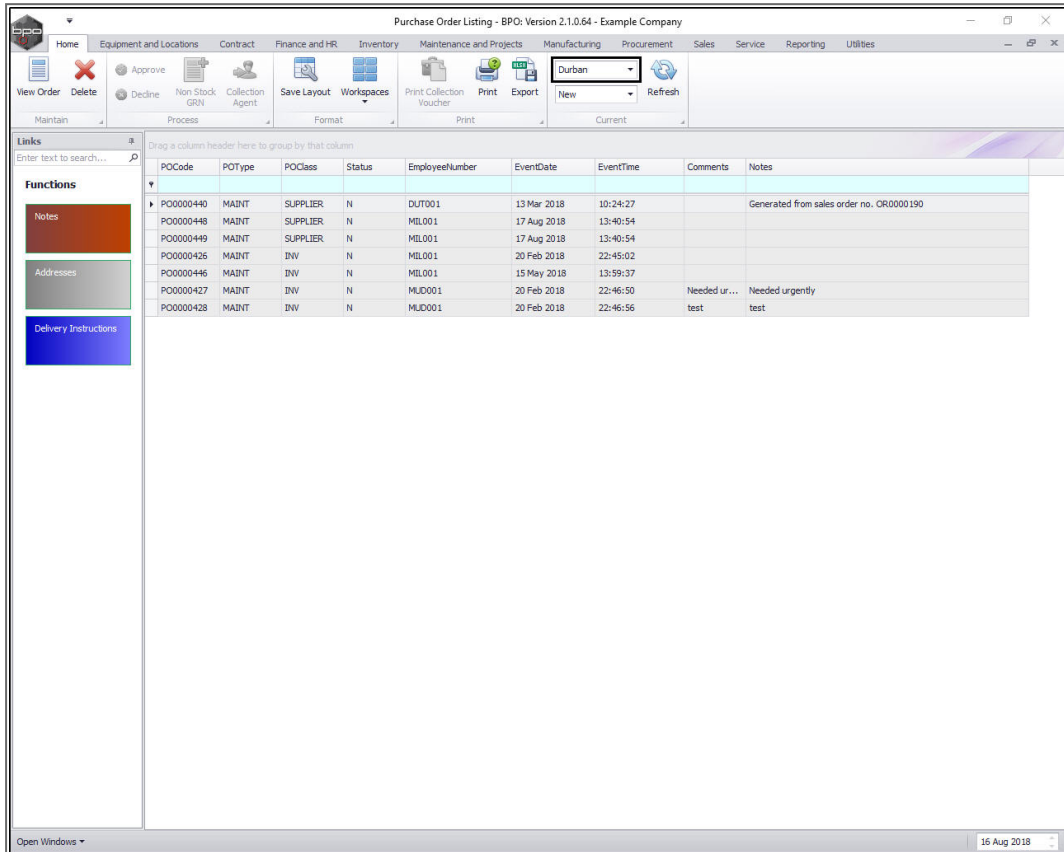 Purchase Order Listing - BPO: Version 2.1.0.64 - Example Company
bpo
Home Equipment and Locations Contract Finance and HR Inventory Maintenance and Projects Manufacturing Procurement Sales Service Reporting Utilities
View Order Delete Approve Decline Non Stock GRN Collection Agent Save Layout Workspaces Print Collection Voucher Print Export Durban New Refresh
Maintain Process Format Print Current
Links
Enter text to search...
Functions
Notes
Addresses
Delivery Instructions
Drag a column header here to group by that column
POCode POType POClass Status EmployeeNumber EventDate EventTime Comments Notes
PO0000440 MAINT SUPPLIER N DUT001 13 Mar 2018 10:24:27 Generated from sales order no. OR0000190
PO0000448 MAINT SUPPLIER N MIL001 17 Aug 2018 13:40:54
PO0000449 MAINT SUPPLIER N MIL001 17 Aug 2018 13:40:54
PO0000426 MAINT INV N MIL001 20 Feb 2018 22:45:02
PO0000446 MAINT INV N MIL001 15 May 2018 13:59:37
PO0000427 MAINT INV N MUD001 20 Feb 2018 22:46:50 Needed ur... Needed urgently
PO0000428 MAINT INV N MUD001 20 Feb 2018 22:46:56 test test
Open Windows
16 Aug 2018